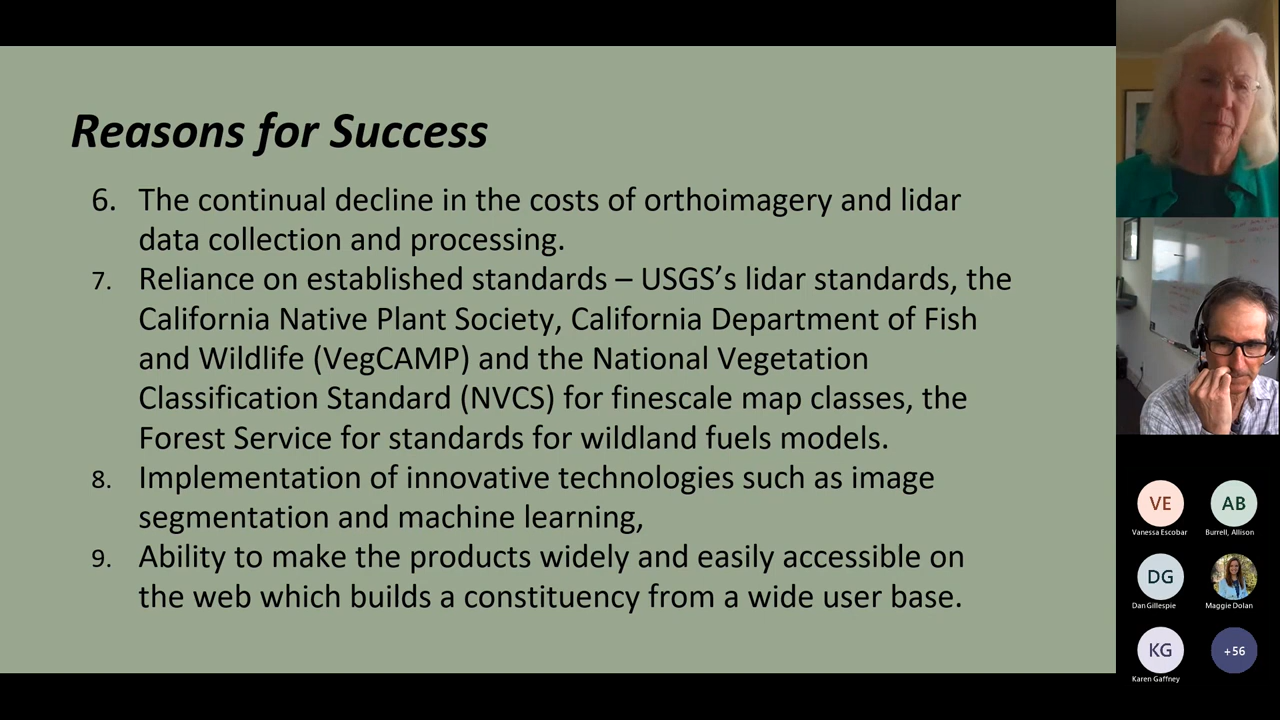 Reasons for Success
6. The continual decline in the costs of orthoimagery and lidar
data collection and processing.
7. Reliance on established standards – USGS’s lidar standards, the
California Native Plant Society, California Department of Fish
and Wildlife (VegCAMP) and the National Vegetation
Classification Standard (NVCS) for finescale map classes, the
Forest Service for standards for wildland fuels models.
8. Implementation of innovative technologies such as image
segmentation and machine learning,
9. Ability to make the products widely and easily accessible on
the web which builds a constituency from a wide user base.
VE
AB
Vanessa Escobar
Burrell, Allison
DG
Dan Gillespie
Maggie Dolan
KG
+56
Karen Gaffney